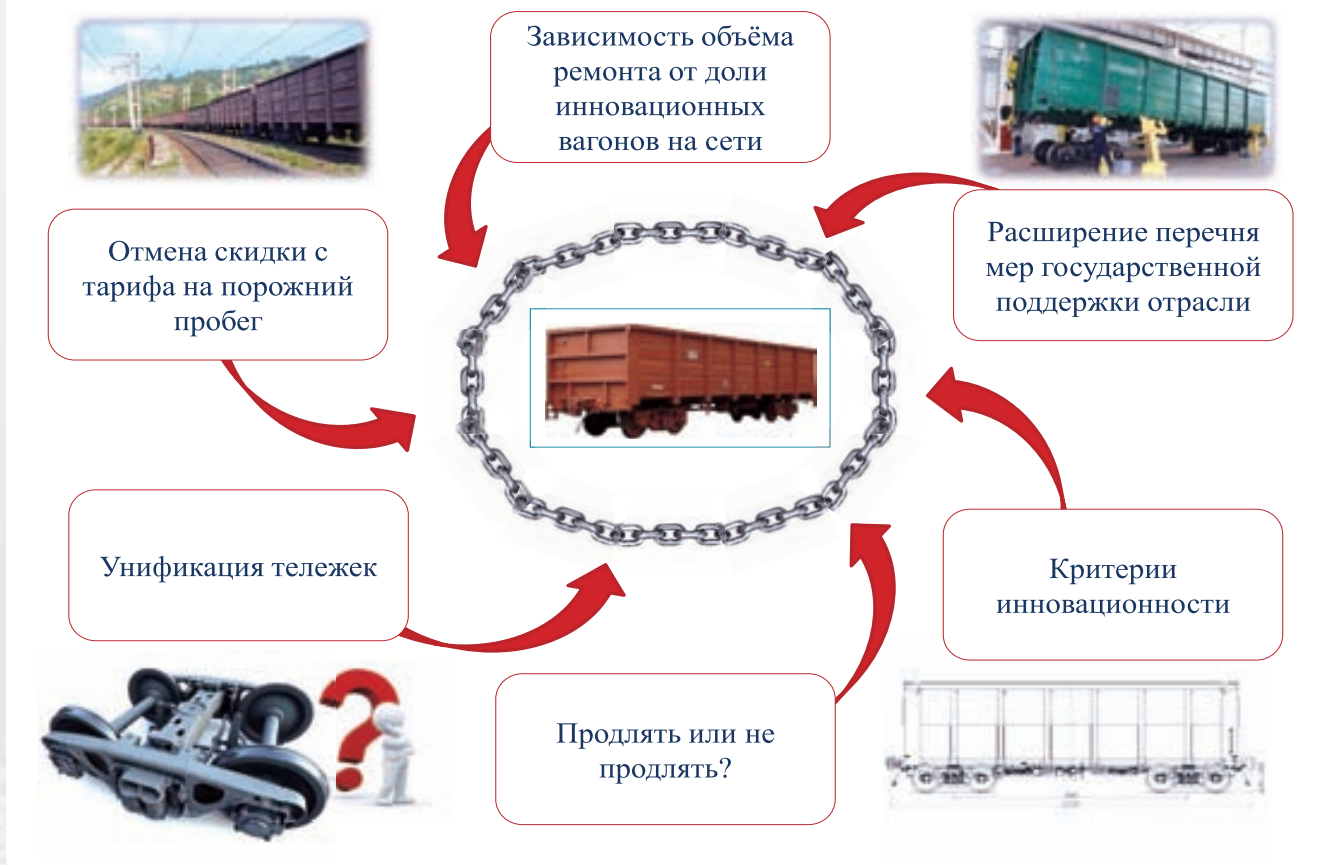 Зависимость объёма
ремонта от доли
инновационных
вагонов на сети
Отмена скидки с
тарифа на порожний
пробег
Расширение перечня
мер государственной
поддержки отрасли
Унификация тележек
Критерии
инновационности
Продлять или не
продлять?